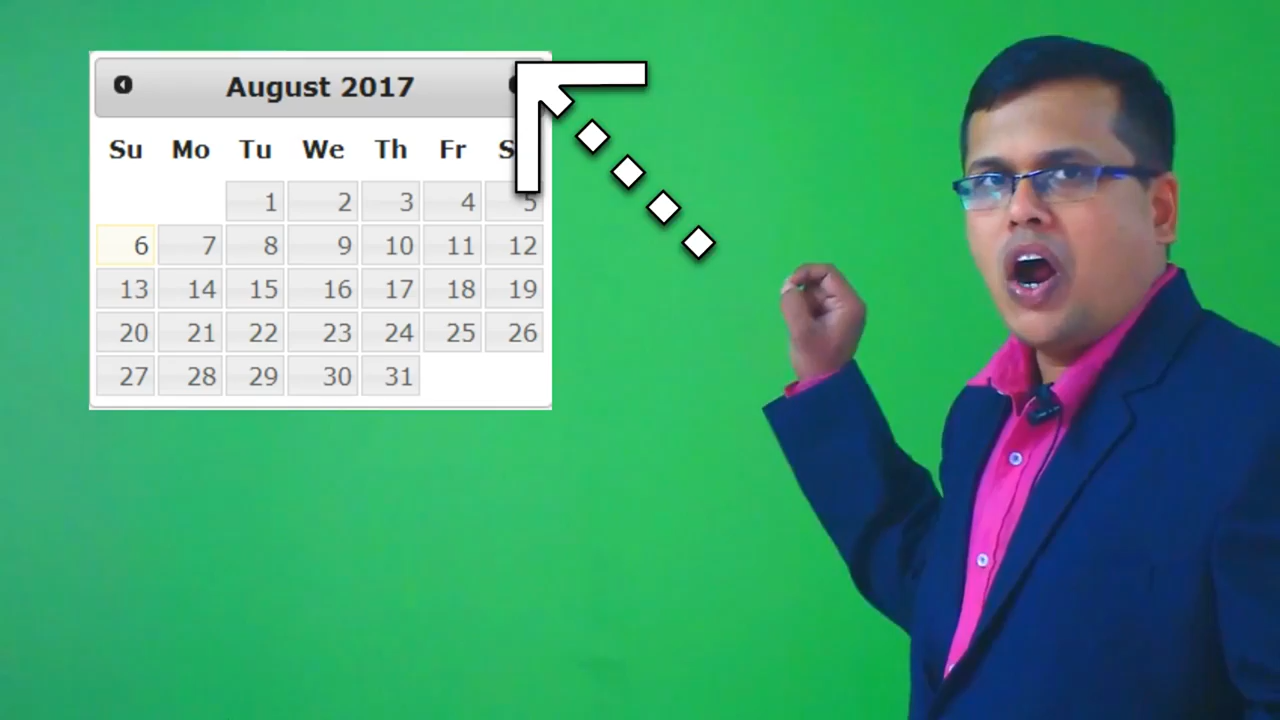 August 2017
Su Mo Tu We Th Fr S
1 2 3 4 5
6 7 8 9 10 11 12
13 14 15 16 17 18 19
20 21 22 23 24 25 26
27 28 29 30 31